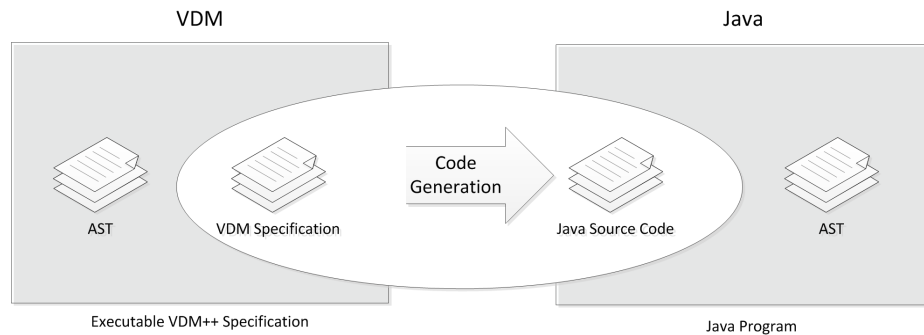 VDM
Java
Code
Generation
AST
VDM Specification
Java Source Code
AST
Executable VDM++ Specification
Java Program